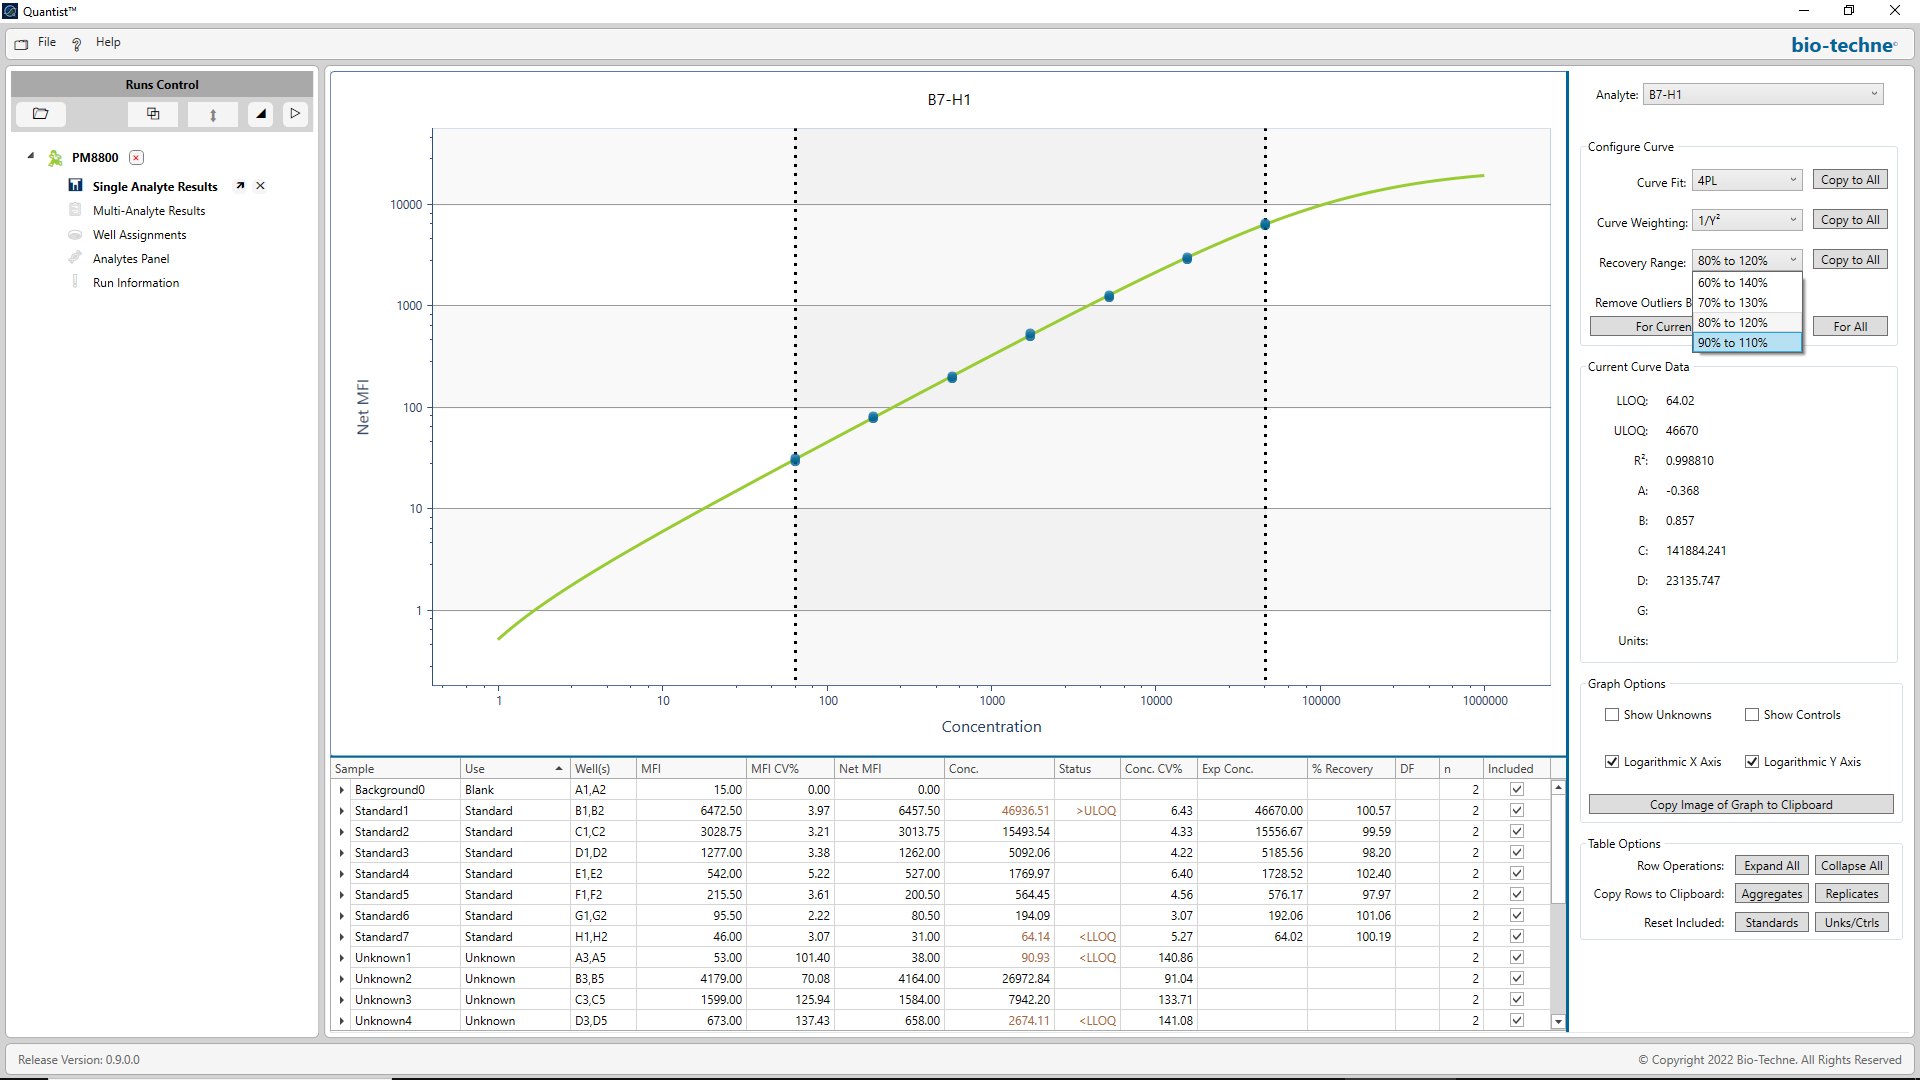 Quantist™
File Help
bio-techne®
Runs Control
PM8800
Single Analyte Results
Multi-Analyte Results
Well Assignments
Analytes Panel
Run Information
B7-H1
Net MFI
10000
1000
100
10
1
1 10 100 1000 10000 100000 1000000
Concentration
Analyte: B7-H1
Configure Curve
Curve Fit: 4PL Copy to All
Curve Weighting: 1/Y² Copy to All
Recovery Range: 80% to 120% Copy to All
60% to 140%
70% to 130%
80% to 120%
90% to 110%
Remove Outliers B
For Curren For All
Current Curve Data
LLOQ: 64.02
ULOQ: 46670
R²: 0.998810
A: -0.368
B: 0.857
C: 141884.241
D: 23135.747
G:
Units:
Graph Options
Show Unknowns Show Controls
Logarithmic X Axis Logarithmic Y Axis
Copy Image of Graph to Clipboard
Table Options
Row Operations: Expand All Collapse All
Copy Rows to Clipboard: Aggregates Replicates
Reset Included: Standards Unks/Ctrls
Sample Use Well(s) MFI MFI CV% Net MFI Conc. Status Conc. CV% Exp Conc. % Recovery DF n Included
Background0 Blank A1,A2 15.00 0.00 0.00 2
Standard1 Standard B1,B2 6472.50 3.97 6457.50 46936.51 >ULOQ 6.43 46670.00 100.57 2
Standard2 Standard C1,C2 3028.75 3.21 3013.75 15493.54 4.33 15556.67 99.59 2
Standard3 Standard D1,D2 1277.00 3.38 1262.00 5092.06 4.22 5185.56 98.20 2
Standard4 Standard E1,E2 542.00 5.22 527.00 1769.97 6.40 1728.52 102.40 2
Standard5 Standard F1,F2 215.50 3.61 200.50 564.45 4.56 576.17 97.97 2
Standard6 Standard G1,G2 95.50 2.22 80.50 194.09 3.07 192.06 101.06 2
Standard7 Standard H1,H2 46.00 3.07 31.00 64.14 <LLOQ 5.27 64.02 100.19 2
Unknown1 Unknown A3,A5 53.00 101.40 38.00 90.93 <LLOQ 140.86 2
Unknown2 Unknown B3,B5 4179.00 70.08 4164.00 26972.84 91.04 2
Unknown3 Unknown C3,C5 1599.00 125.94 1584.00 7942.20 133.71 2
Unknown4 Unknown D3,D5 673.00 137.43 658.00 2674.11 <LLOQ 141.08 2
Release Version: 0.9.0.0
© Copyright 2022 Bio-Techne. All Rights Reserved